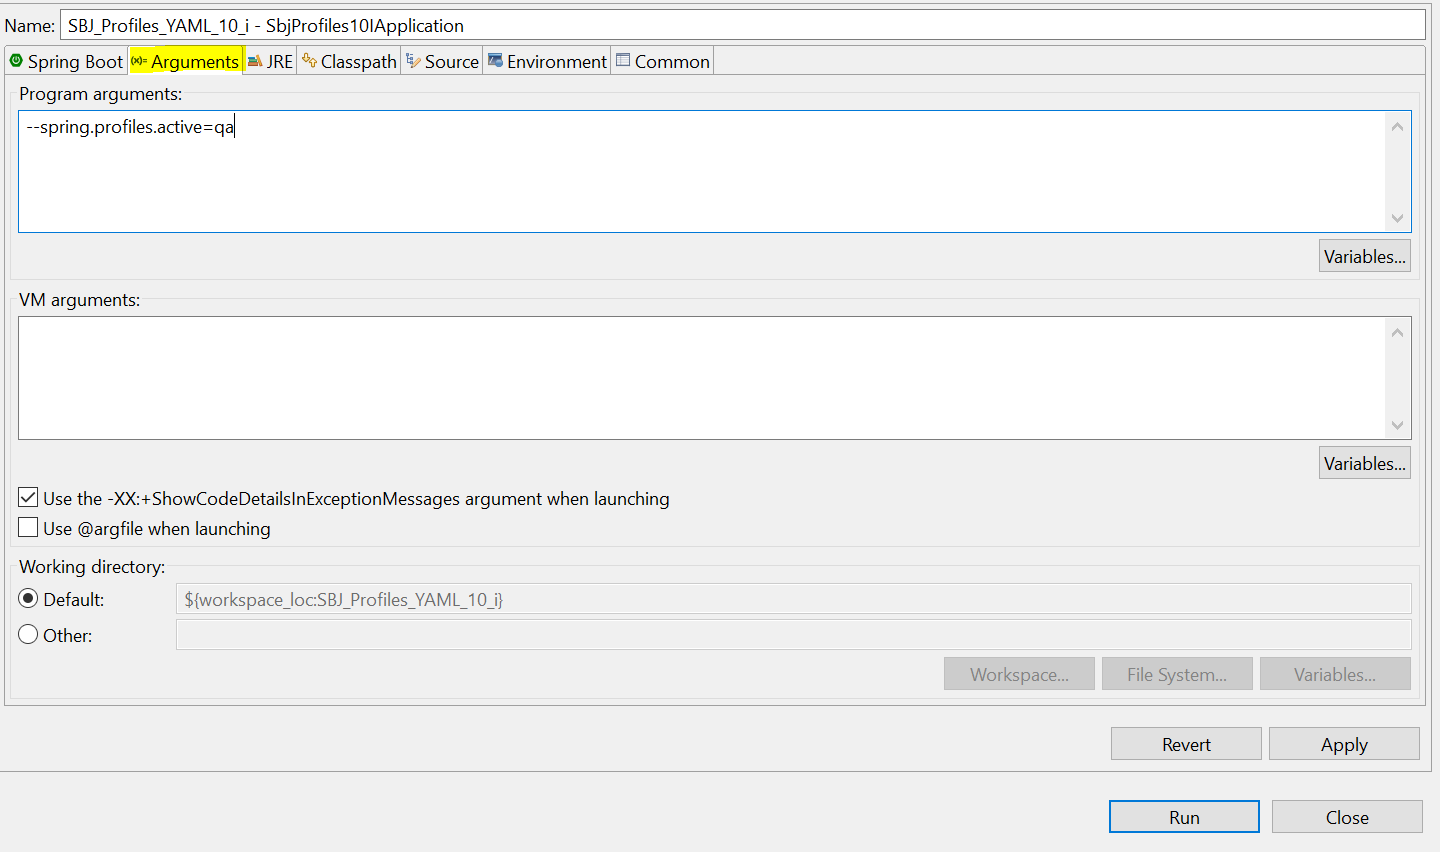 Name: SBJ_Profiles_YAML_10_i - SbjProfiles10IApplication
Spring Boot (x)= Arguments JRE Classpath Source Environment Common
Program arguments:
--spring.profiles.active=qa
Variables...
VM arguments:
Variables...
Use the -XX:+ShowCodeDetailsInExceptionMessages argument when launching
Use @argfile when launching
Working directory:
Default: ${workspace_loc:SBJ_Profiles_YAML_10_i}
Other:
Workspace... File System... Variables...
Revert Apply
Run Close